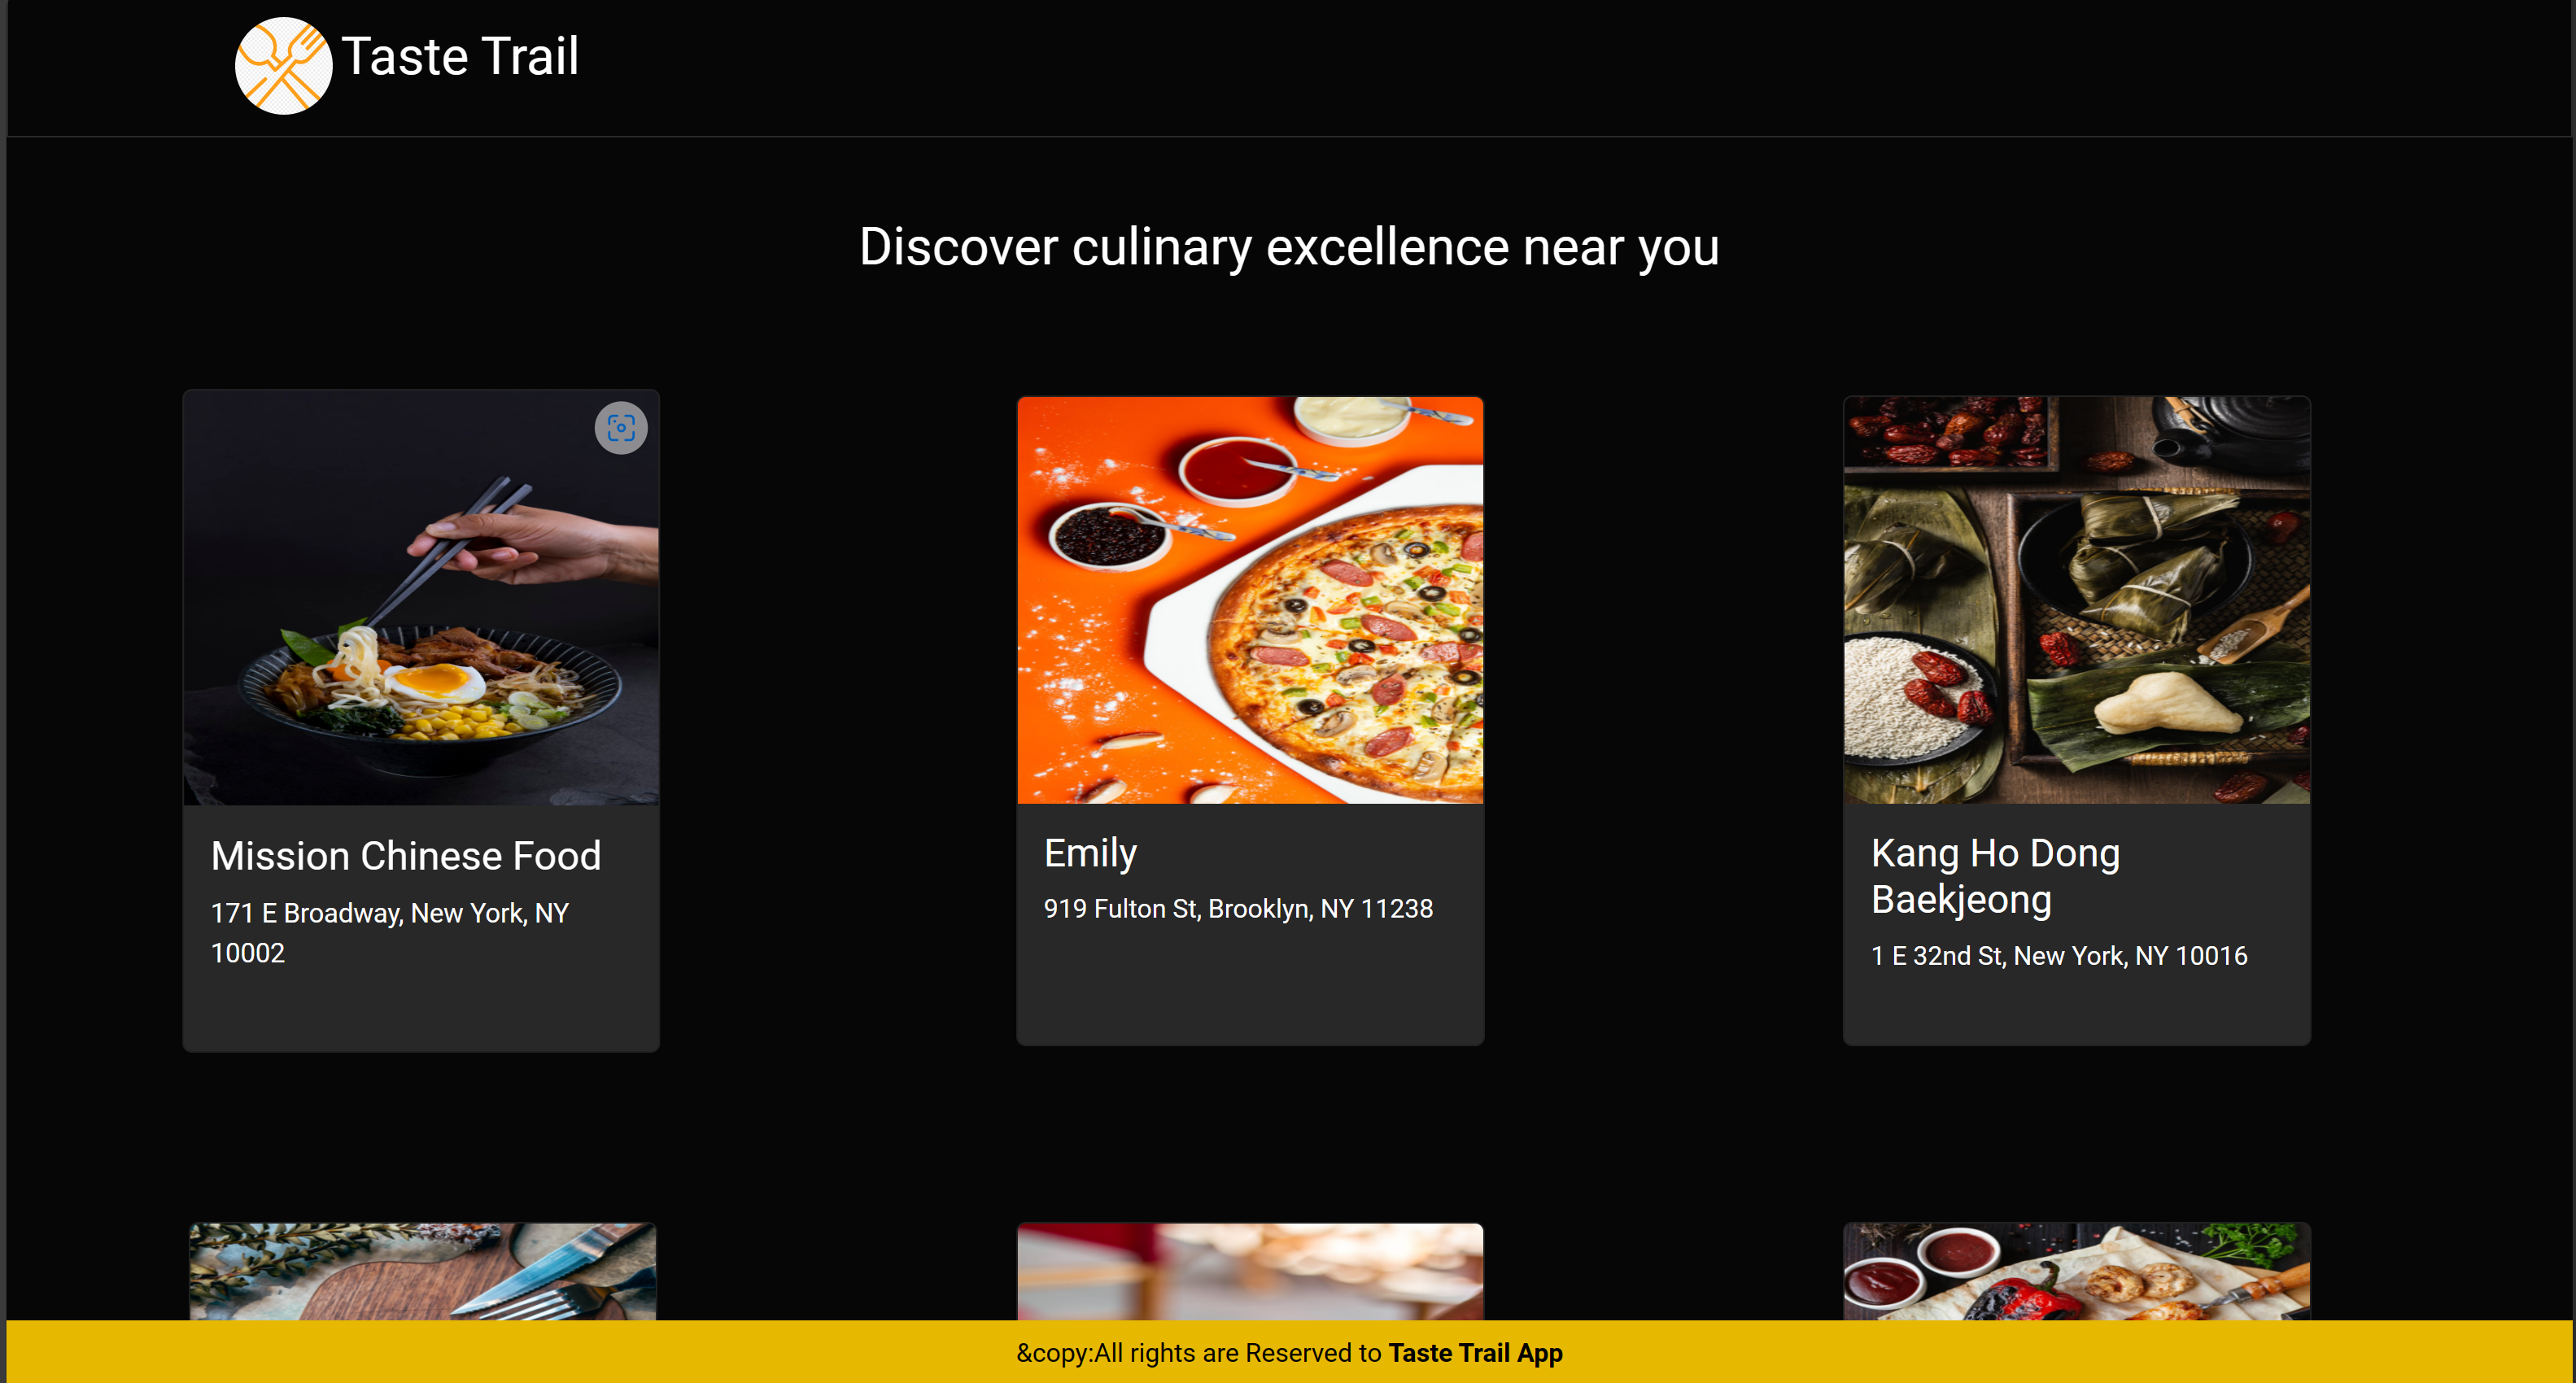 Taste Trail
Discover culinary excellence near you
Mission Chinese Food
171 E Broadway, New York, NY
10002
Emily
919 Fulton St, Brooklyn, NY 11238
Kang Ho Dong
Baekjeong
1 E 32nd St, New York, NY 10016
&copy:All rights are Reserved to Taste Trail App